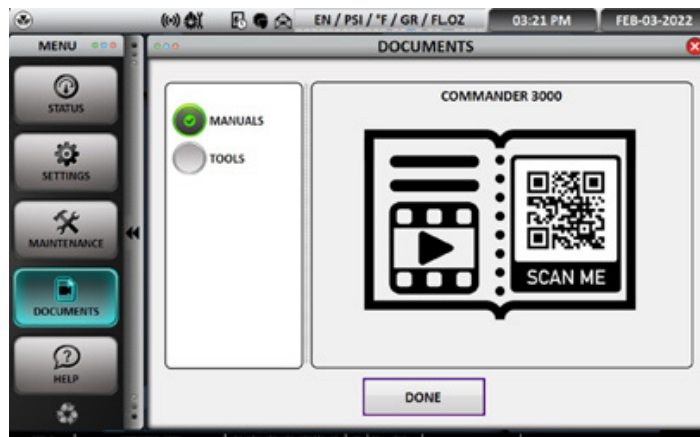 EN / PSI / °F / GR / FL.OZ
03:21 PM
FEB-03-2022
MENU
DOCUMENTS
STATUS
SETTINGS
MAINTENANCE
DOCUMENTS
HELP
MANUALS
TOOLS
COMMANDER 3000
SCAN ME
DONE